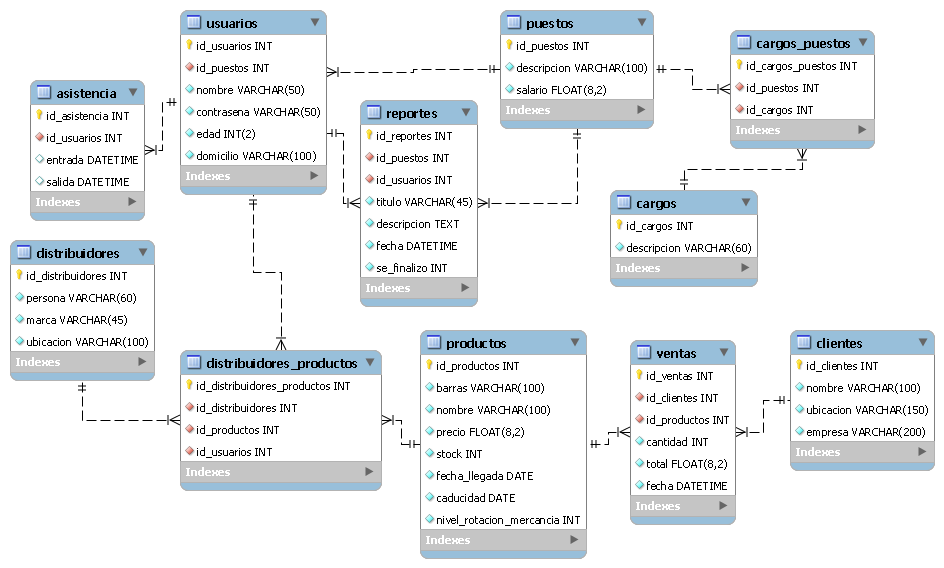 usuarios
id_usuarios INT
id_puestos INT
nombre VARCHAR(50)
contrasena VARCHAR(50)
edad INT(2)
domicilio VARCHAR(100)
Indexes
puestos
id_puestos INT
descripcion VARCHAR(100)
salario FLOAT(8,2)
Indexes
cargos_puestos
id_cargos_puestos INT
id_puestos INT
id_cargos INT
Indexes
asistencia
id_asistencia INT
id_usuarios INT
entrada DATETIME
salida DATETIME
Indexes
reportes
id_reportes INT
id_puestos INT
id_usuarios INT
titulo VARCHAR(45)
descripcion TEXT
fecha DATETIME
se_finalizo INT
Indexes
cargos
id_cargos INT
descripcion VARCHAR(60)
Indexes
distribuidores
id_distribuidores INT
persona VARCHAR(60)
marca VARCHAR(45)
ubicacion VARCHAR(100)
Indexes
distribuidores_productos
id_distribuidores_productos INT
id_distribuidores INT
id_productos INT
id_usuarios INT
Indexes
productos
id_productos INT
barras VARCHAR(100)
nombre VARCHAR(100)
precio FLOAT(8,2)
stock INT
fecha_llegada DATE
caducidad DATE
nivel_rotacion_mercancia INT
Indexes
ventas
id_ventas INT
id_clientes INT
id_productos INT
cantidad INT
total FLOAT(8,2)
fecha DATETIME
Indexes
clientes
id_clientes INT
nombre VARCHAR(100)
ubicacion VARCHAR(150)
empresa VARCHAR(200)
Indexes